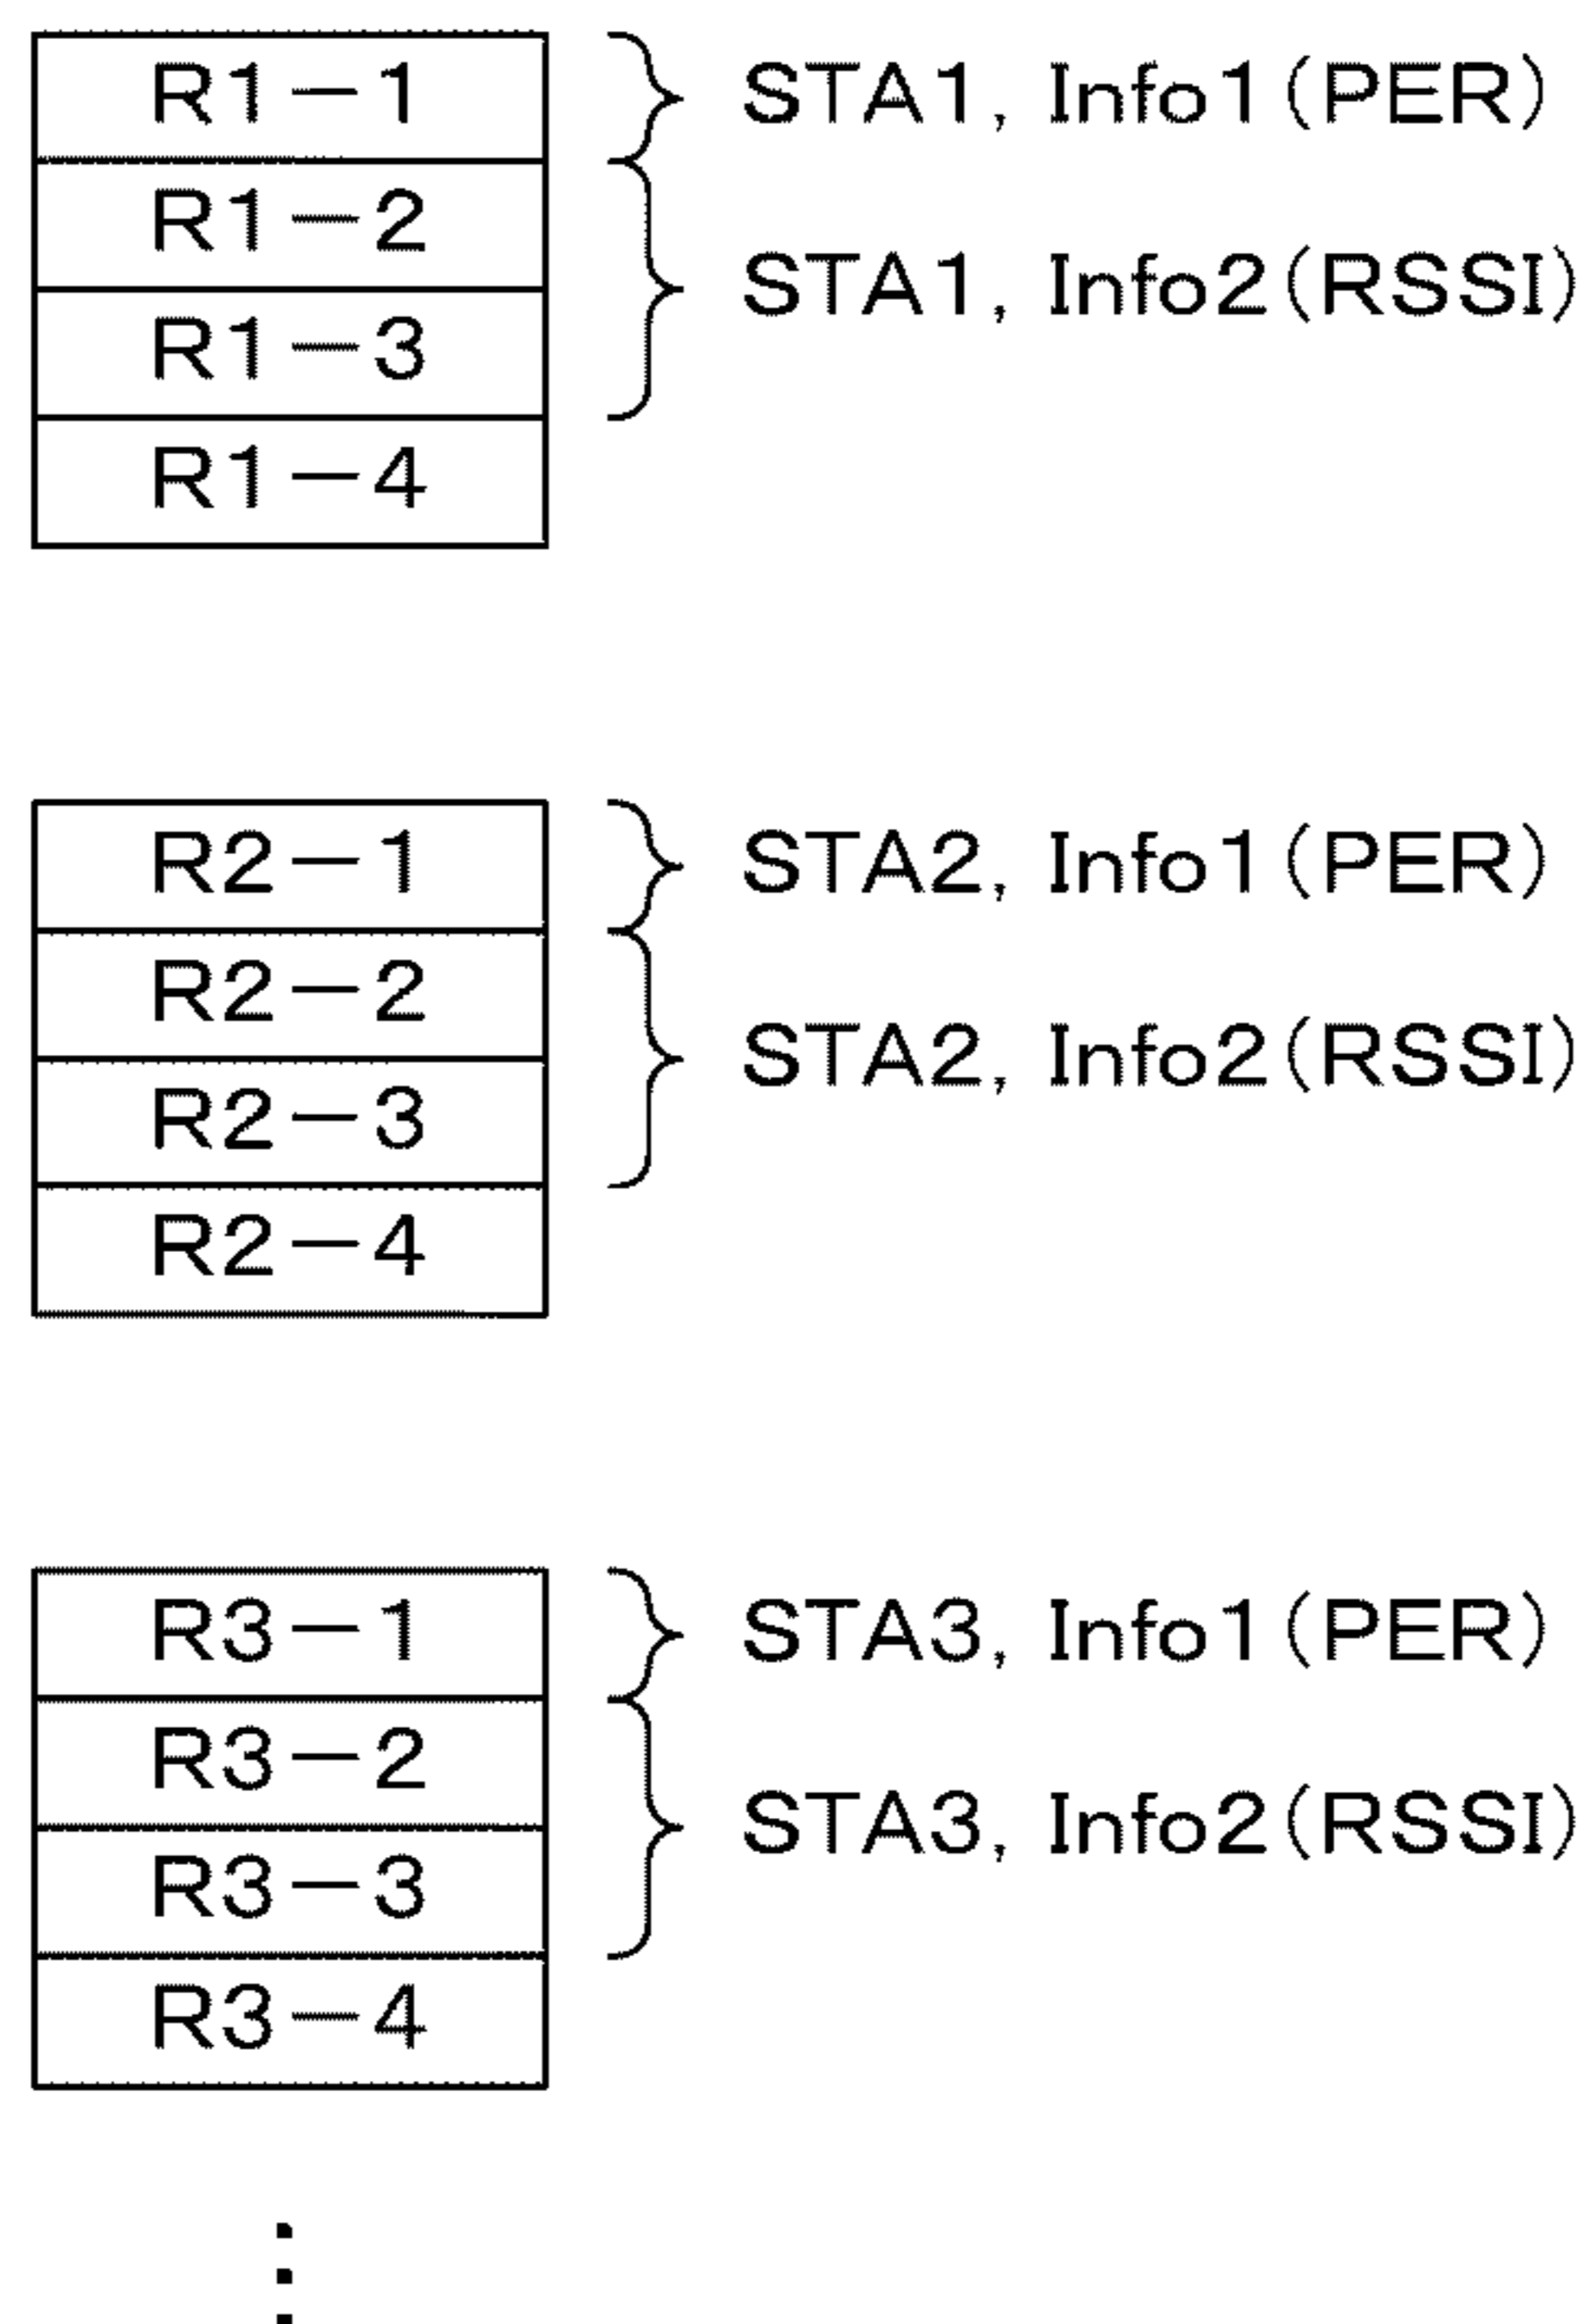 R1－1
STA1, Info1(PER)
R1－2
STA1, Info2(RSSI)
R1－3
R1－4
R2－1
STA2, Info1(PER)
R2－2
STA2, Info2(RSSI)
R2－3
R2－4
R3－1
STA3, Info1(PER)
R3－2
STA3, Info2(RSSI)
R3－3
R3－4